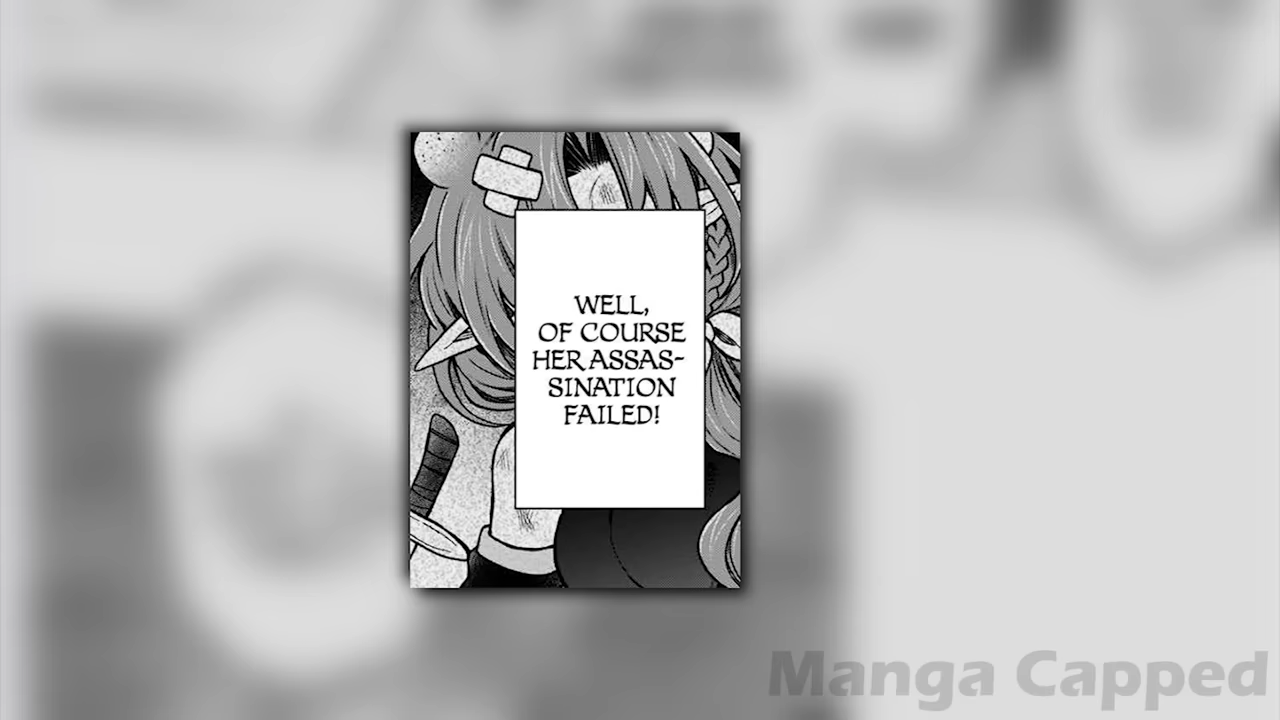 WELL,
OF COURSE
HER ASSAS-
SINATION
FAILED!
Manga Capped